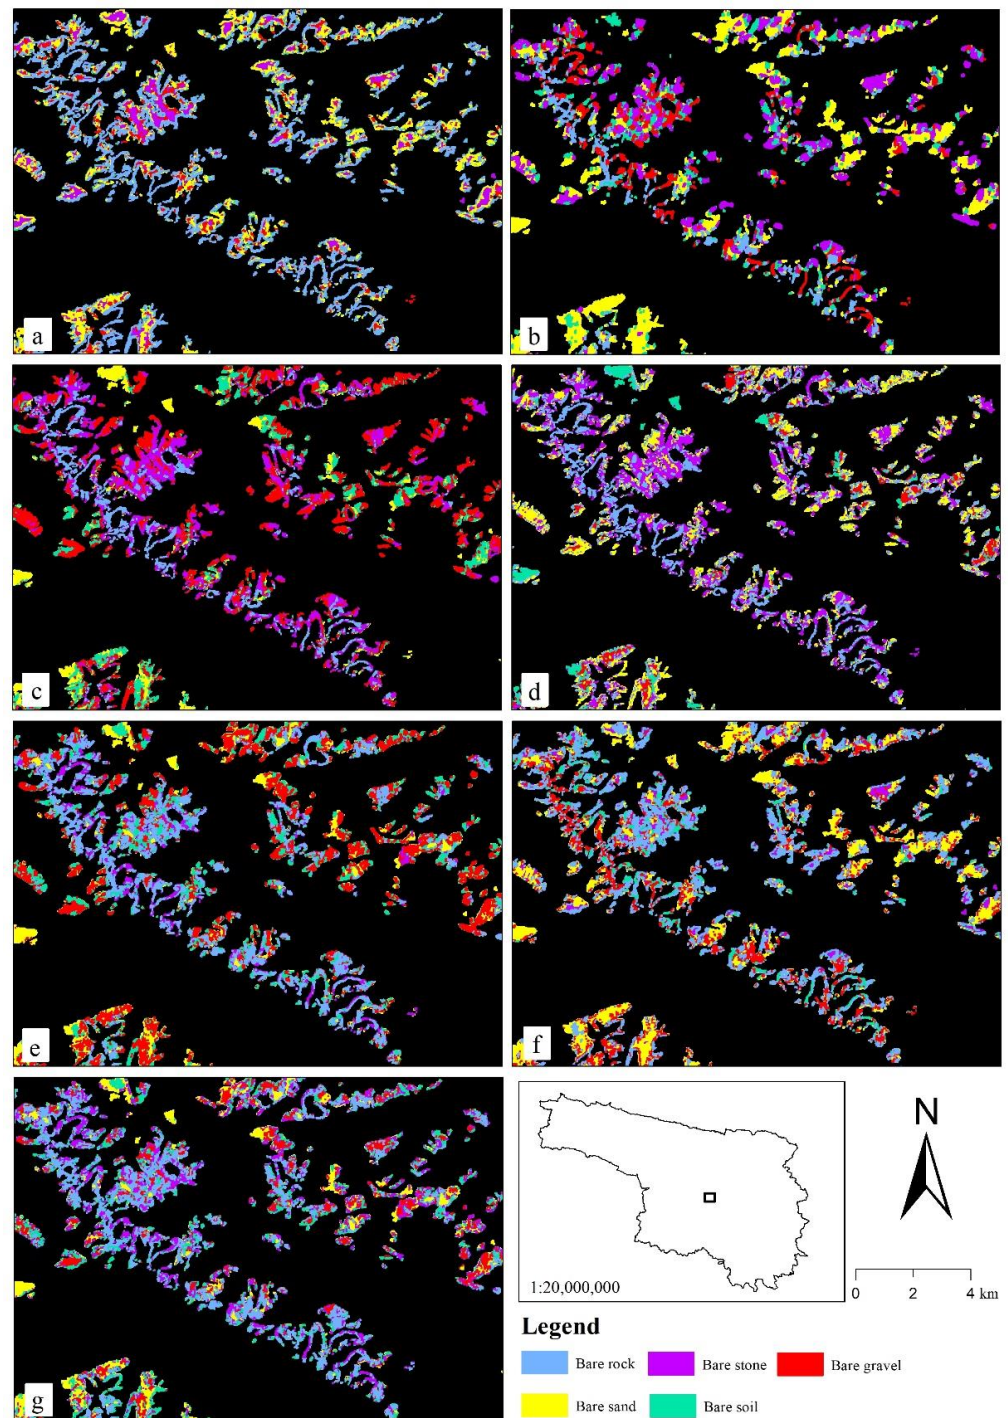 a
b
c
d
e
f
g
1:20,000,000
N
0 2 4 km
Legend
Bare rock Bare stone Bare gravel
Bare sand Bare soil